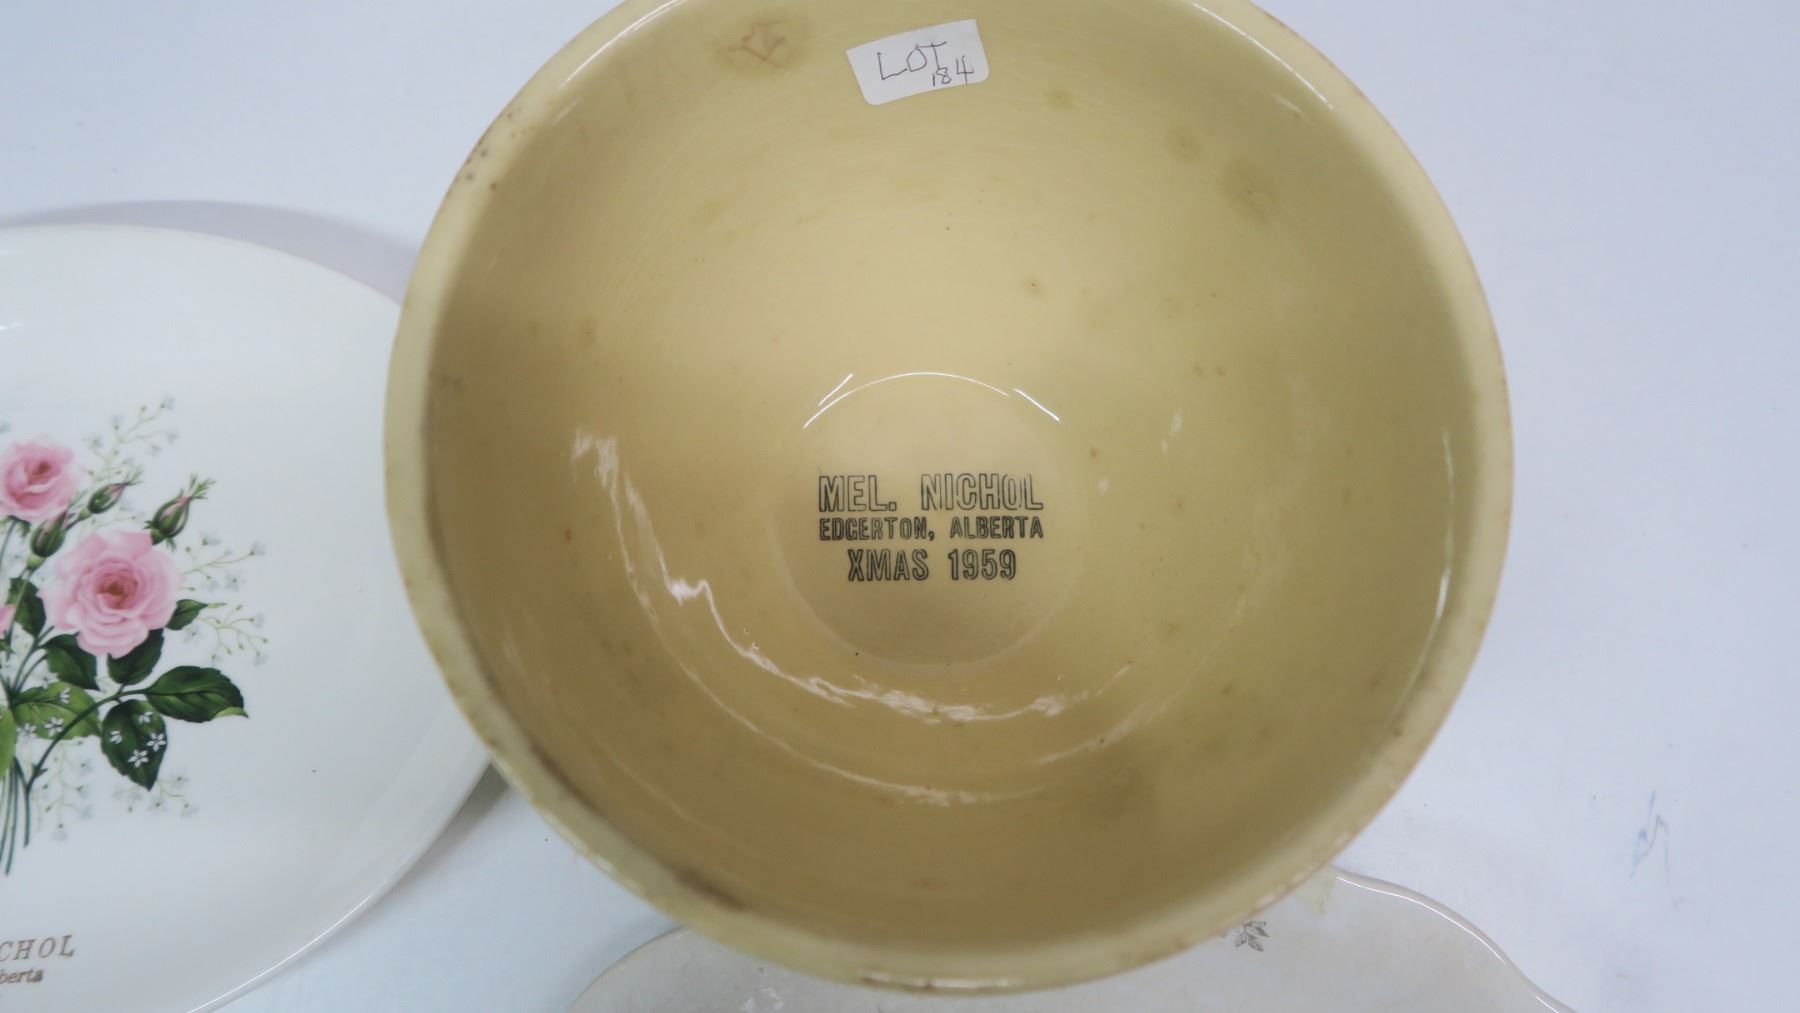 LOT
184
MEL. NICHOL
EDGERTON, ALBERTA
XMAS 1959
CHOL
berta